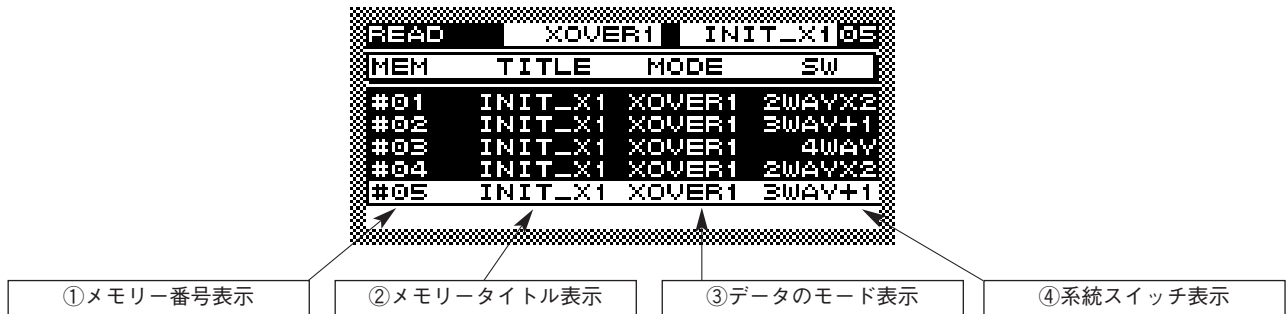 READ XOVER1 INIT_X1 05
MEM TITLE MODE SW
#01 INIT_X1 XOVER1 2WAYX2
#02 INIT_X1 XOVER1 3WAY+1
#03 INIT_X1 XOVER1 4WAY
#04 INIT_X1 XOVER1 2WAYX2
#05 INIT_X1 XOVER1 3WAY+1
①メモリー番号表示 ②メモリータイトル表示 ③データのモード表示 ④系統スイッチ表示